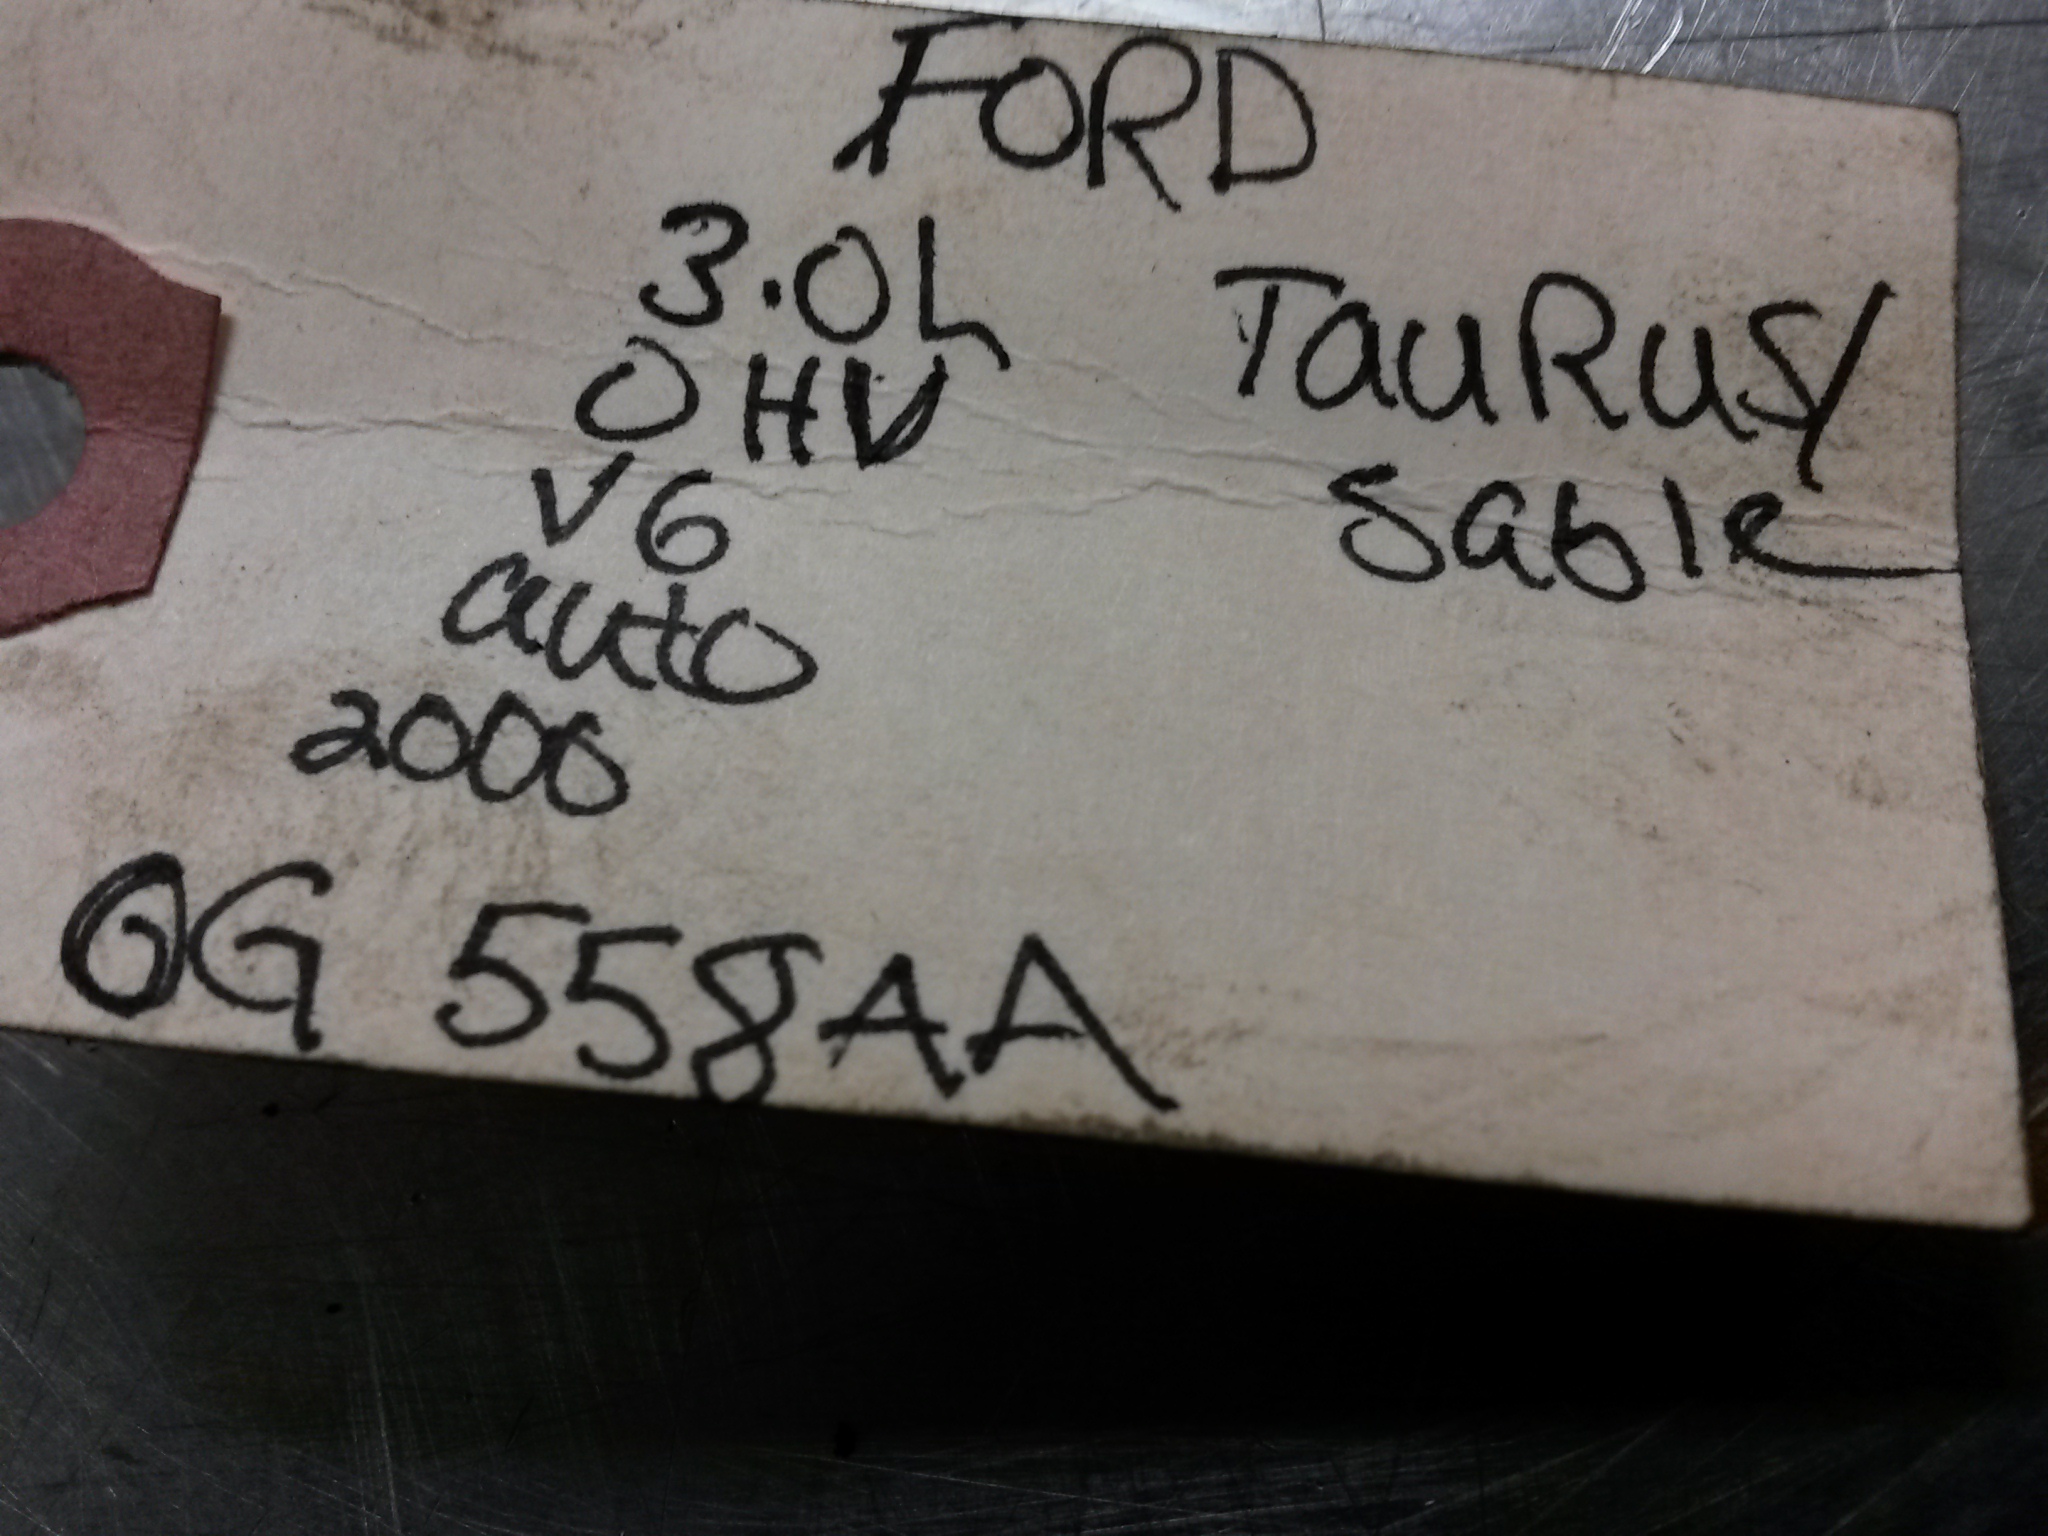 FORD
3.0L
OHV
V6
auto
2000
TauRus/
Sable
0G 558AA